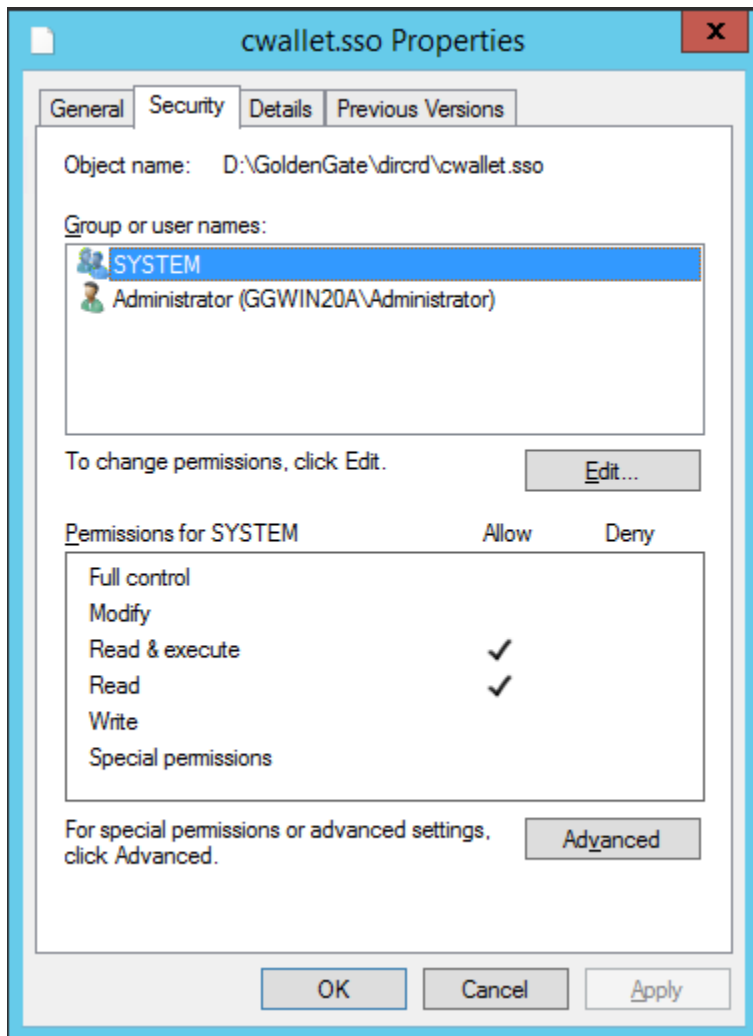 cwallet.sso Properties
x
General Security Details Previous Versions
Object name: D:\GoldenGate\dircrd\cwallet.sso
Group or user names:
SYSTEM
Administrator (GGWIN20A\Administrator)
To change permissions, click Edit.
Edit...
Permissions for SYSTEM Allow Deny
Full control
Modify
Read & execute
Read
Write
Special permissions
For special permissions or advanced settings,
click Advanced.
Advanced
OK Cancel Apply